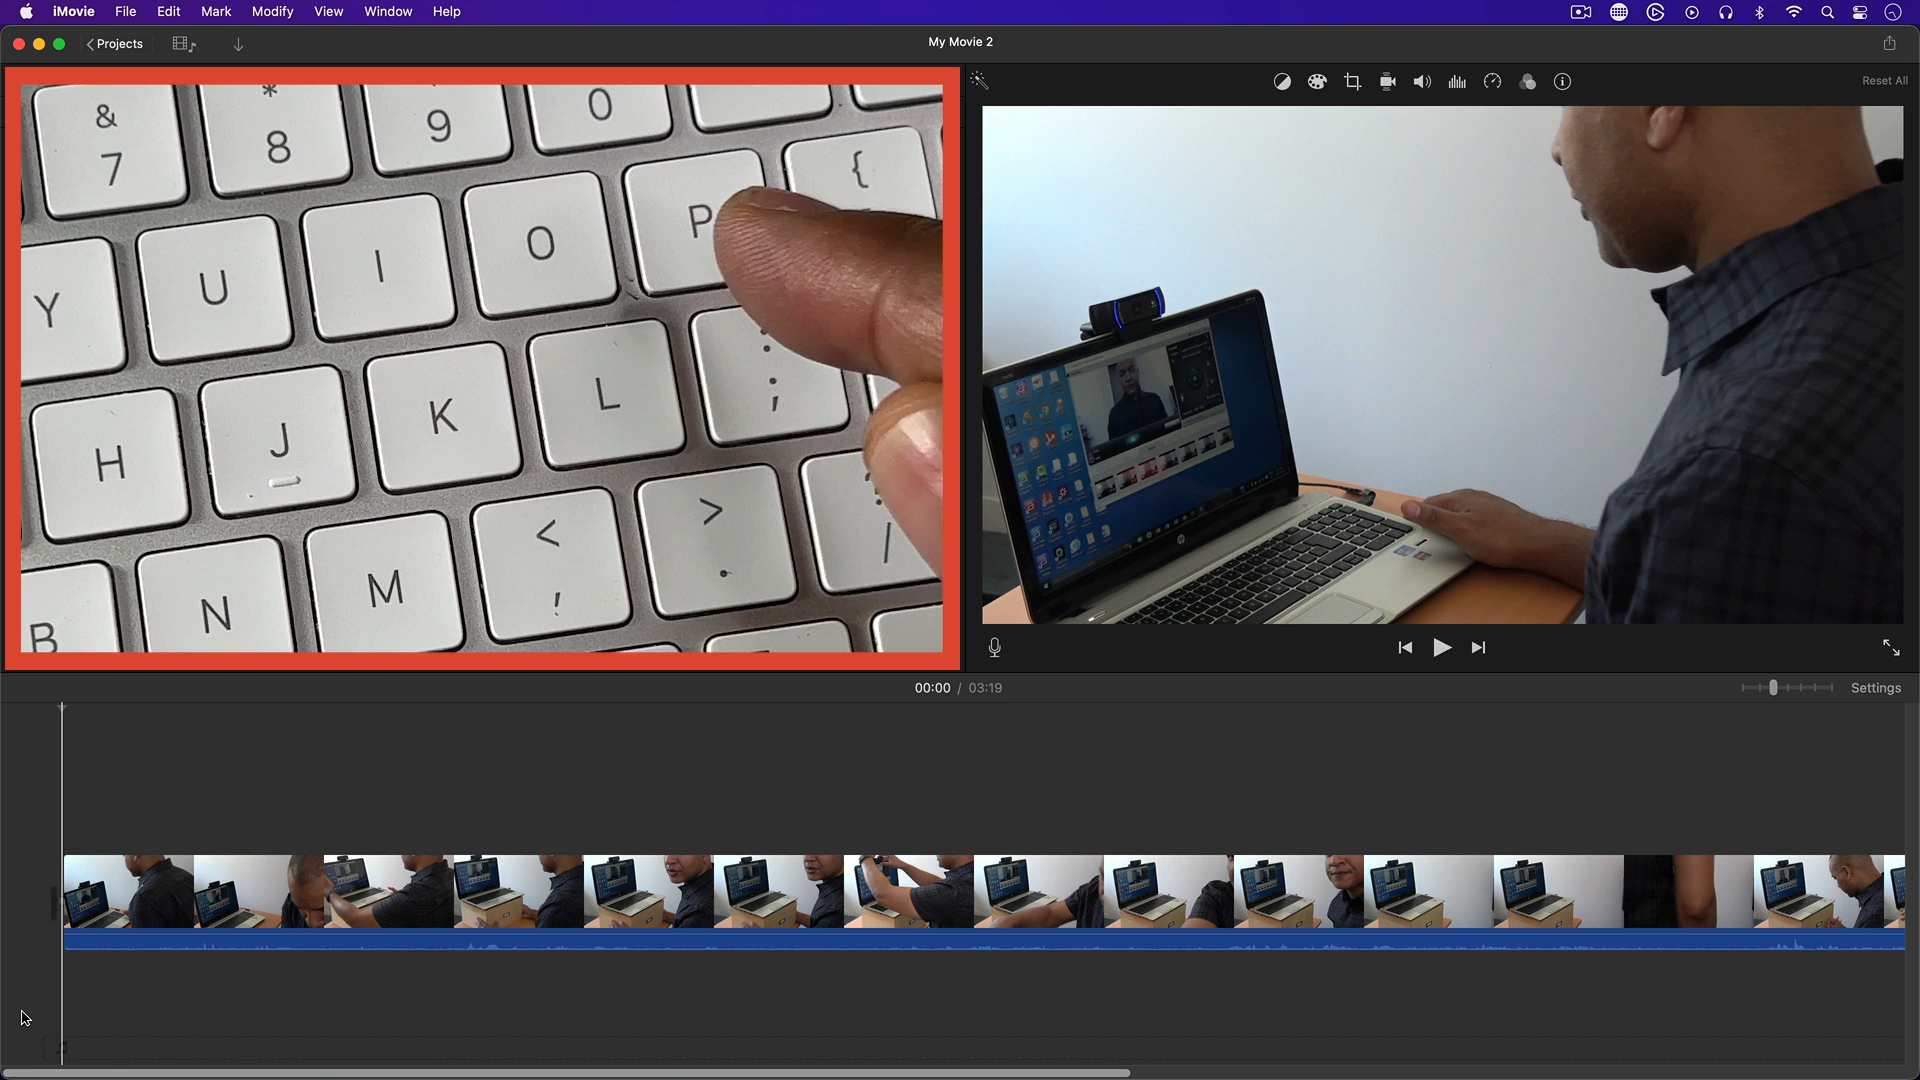 iMovie File Edit Mark Modify View Window Help
Projects
My Movie 2
Reset All
& * {
7 8 9 0
Y U I O P
H J K L : ;
B N M < , > . /
hp
00:00 / 03:19
Settings